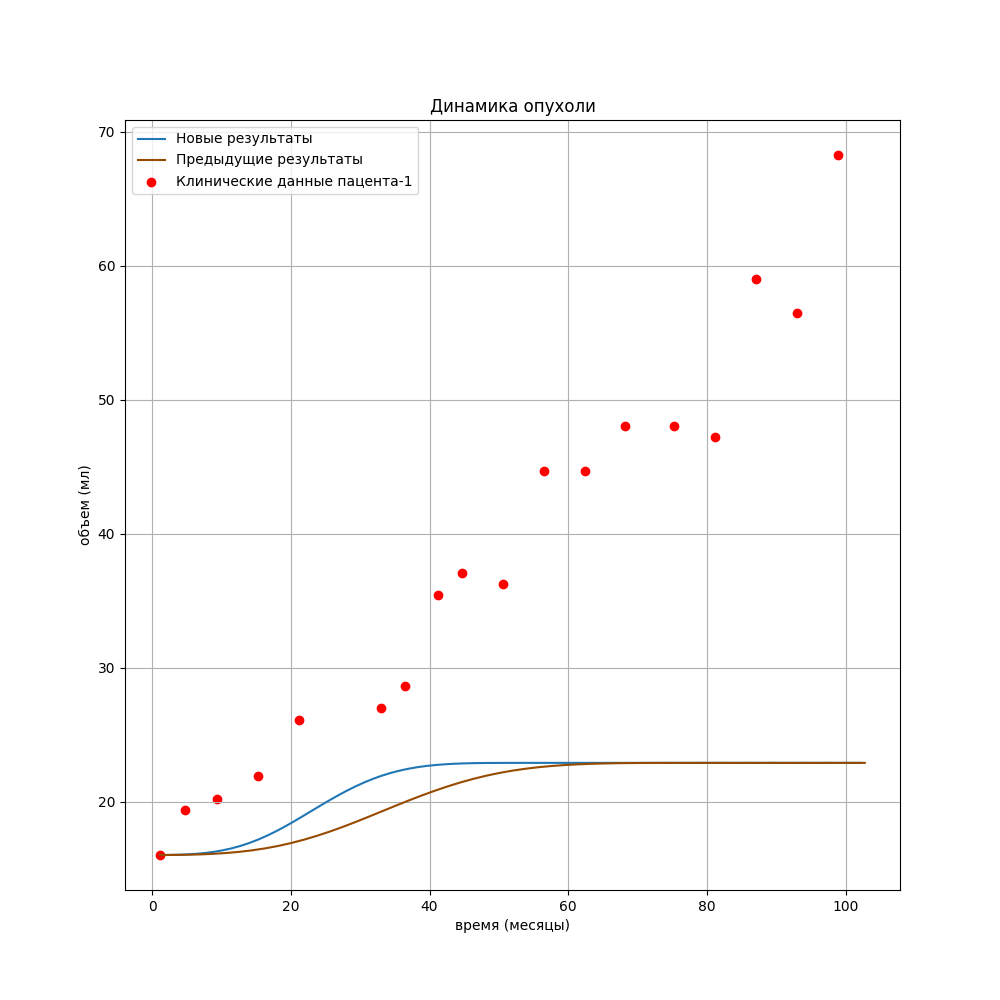 Динамика опухоли
Новые результаты
Предыдущие результаты
Клинические данные пацента-1
70
60
50
40
30
20
объем (мл)
0 20 40 60 80 100
время (месяцы)